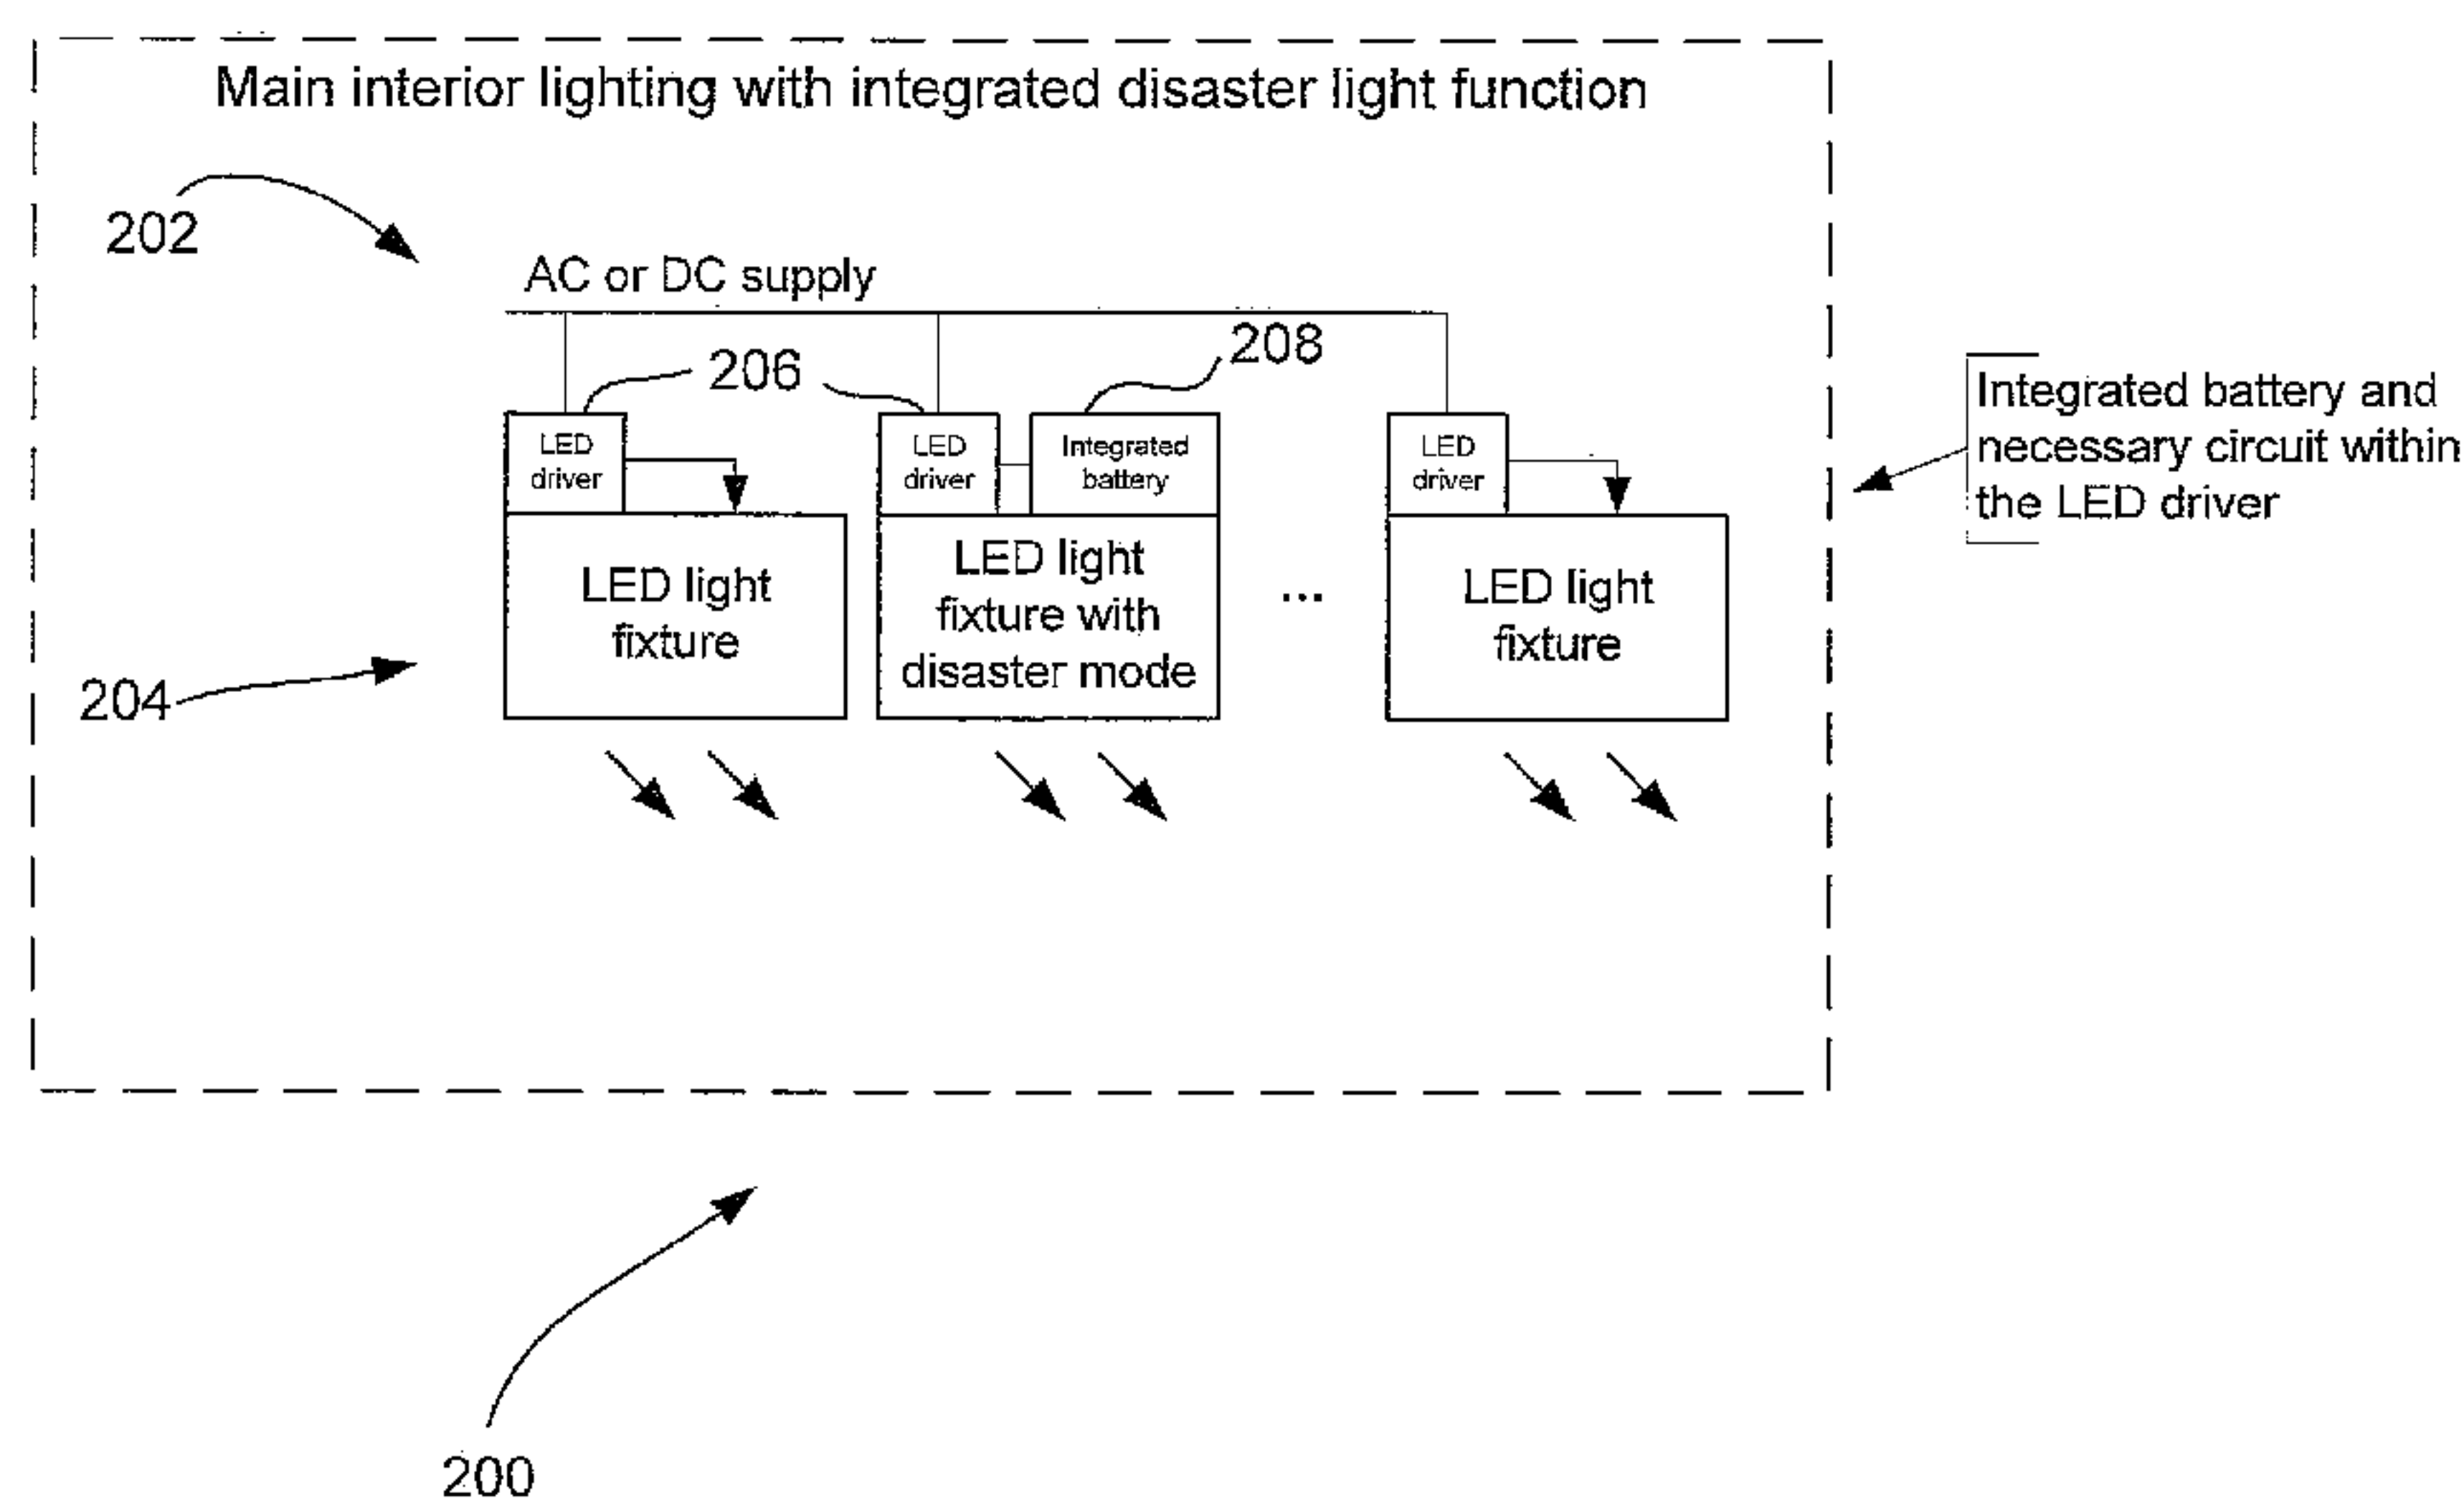 Main interior lighting with integrated disaster light function
202
AC or DC supply
206
208
LED
driver
LED
driver
Integrated
battery
LED
driver
Integrated battery and
necessary circuit within
the LED driver
LED light
fixture
LED light
fixture with
disaster mode
...
LED light
fixture
204
200